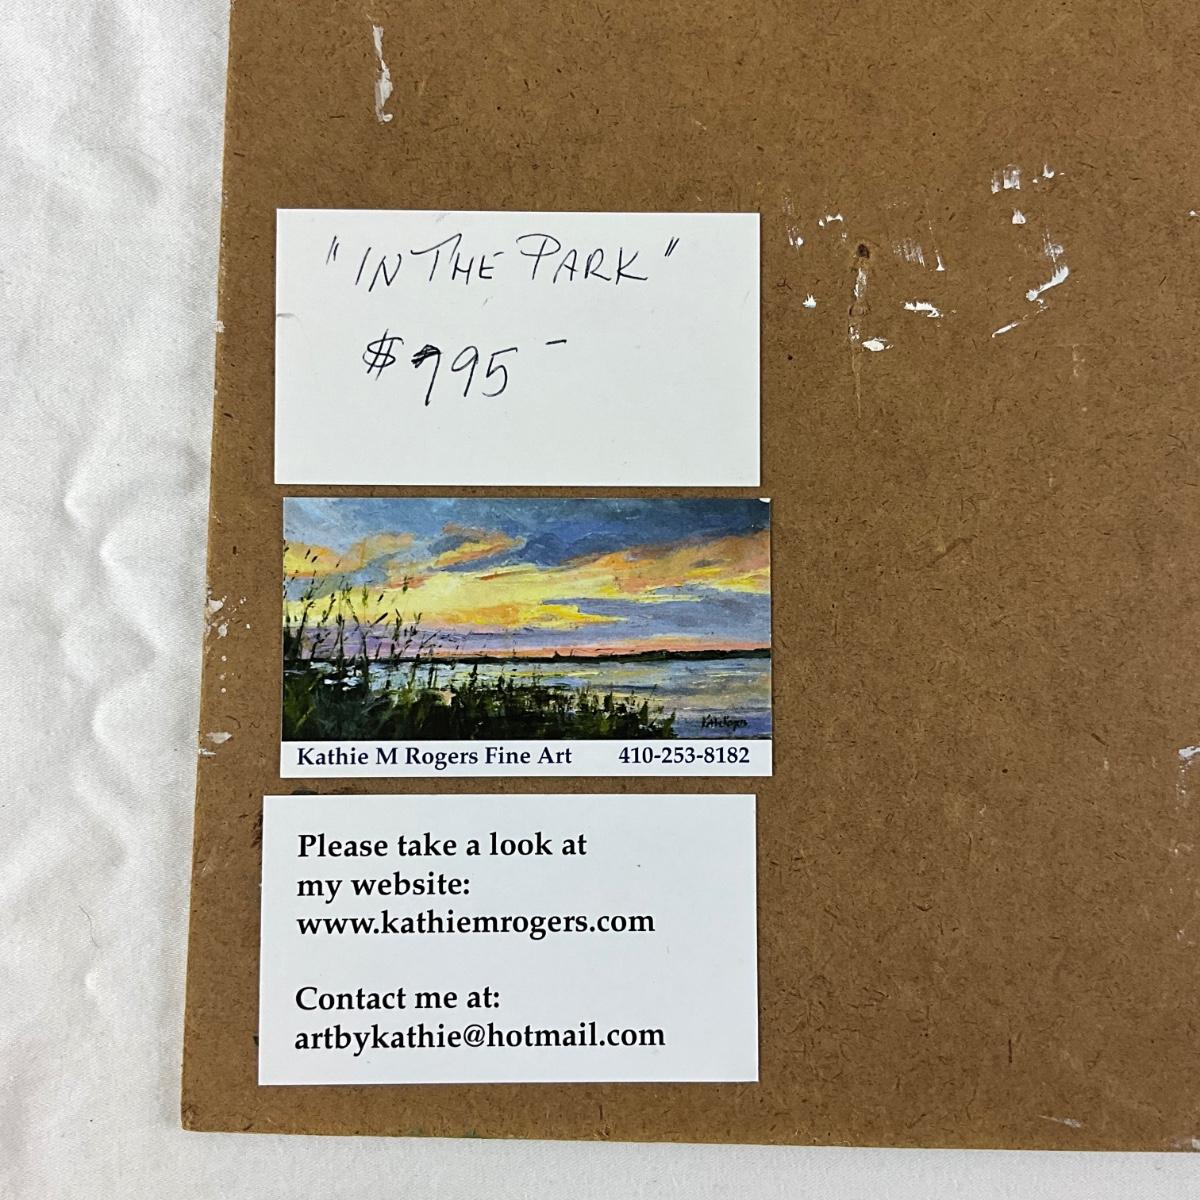 "IN THE PARK"
$995-
Kathie M Rogers Fine Art 410-253-8182
Please take a look at
my website:
www.kathiemrogers.com
Contact me at:
artbykathie@hotmail.com